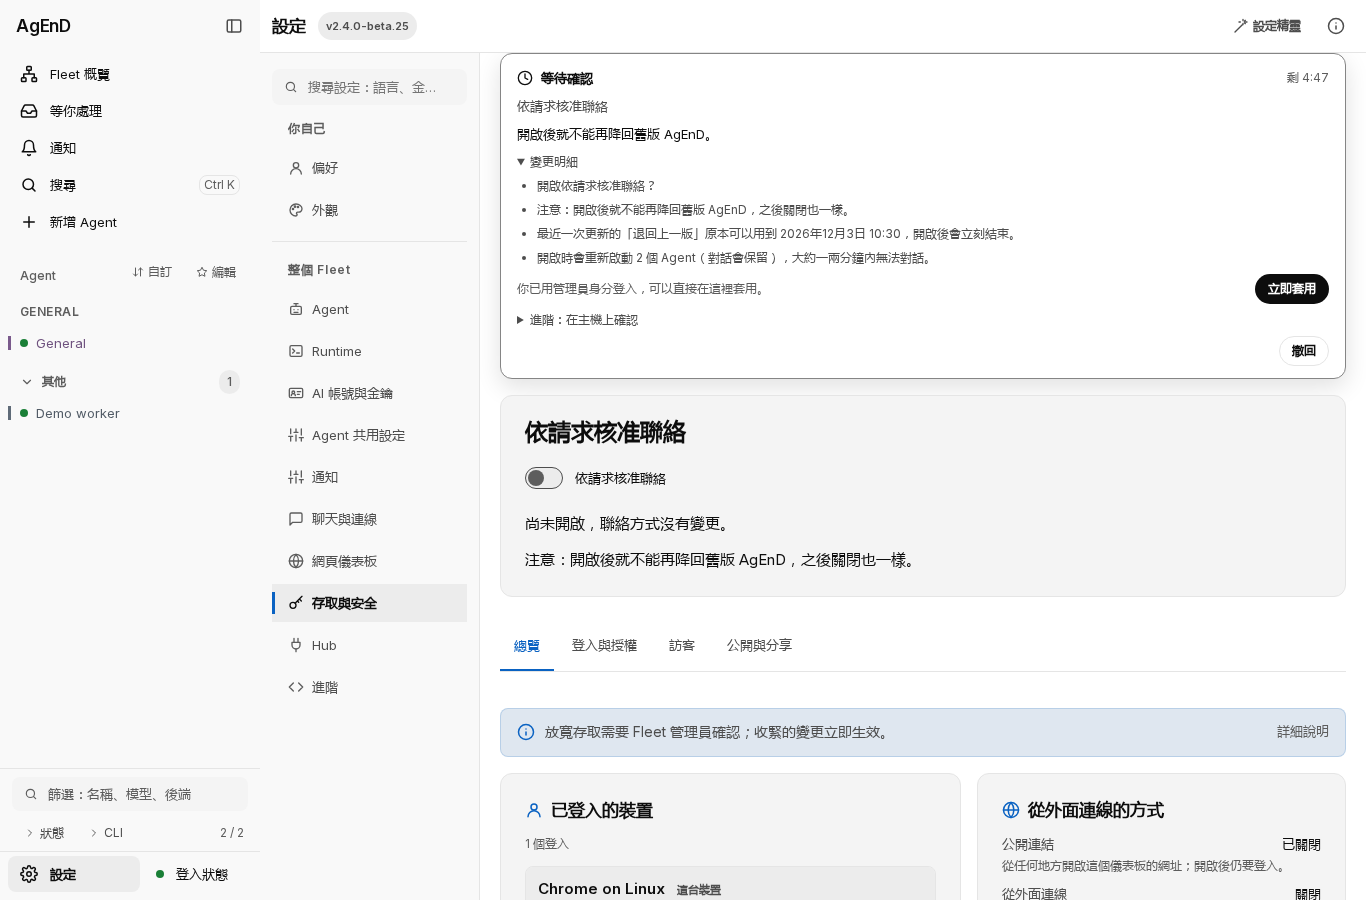 AgEnD
Fleet 概覽
等你處理
通知
搜尋
Ctrl K
新增 Agent
Agent
自訂
編輯
GENERAL
General
其他
1
Demo worker
篩選：名稱、模型、後端
狀態
CLI
2 / 2
設定
登入狀態
設定
v2.4.0-beta.25
設定精靈
搜尋設定：語言、金…
你自己
偏好
外觀
整個 Fleet
Agent
Runtime
AI 帳號與金鑰
Agent 共用設定
通知
聊天與連線
網頁儀表板
存取與安全
Hub
進階
等待確認
剩 4:47
依請求核准聯絡
開啟後就不能再降回舊版 AgEnD。
變更明細
開啟依請求核准聯絡？
注意：開啟後就不能再降回舊版 AgEnD，之後關閉也一樣。
最近一次更新的「退回上一版」原本可以用到 2026年12月3日 10:30，開啟後會立刻結束。
開啟時會重新啟動 2 個 Agent（對話會保留），大約一兩分鐘內無法對話。
你已用管理員身分登入，可以直接在這裡套用。
立即套用
進階：在主機上確認
撤回
依請求核准聯絡
依請求核准聯絡
尚未開啟，聯絡方式沒有變更。
注意：開啟後就不能再降回舊版 AgEnD，之後關閉也一樣。
總覽
登入與授權
訪客
公開與分享
放寬存取需要 Fleet 管理員確認；收緊的變更立即生效。
詳細說明
已登入的裝置
1 個登入
Chrome on Linux
這台裝置
從外面連線的方式
公開連結
已關閉
從任何地方開啟這個儀表板的網址；開啟後仍要登入。
從外面連線
關閉